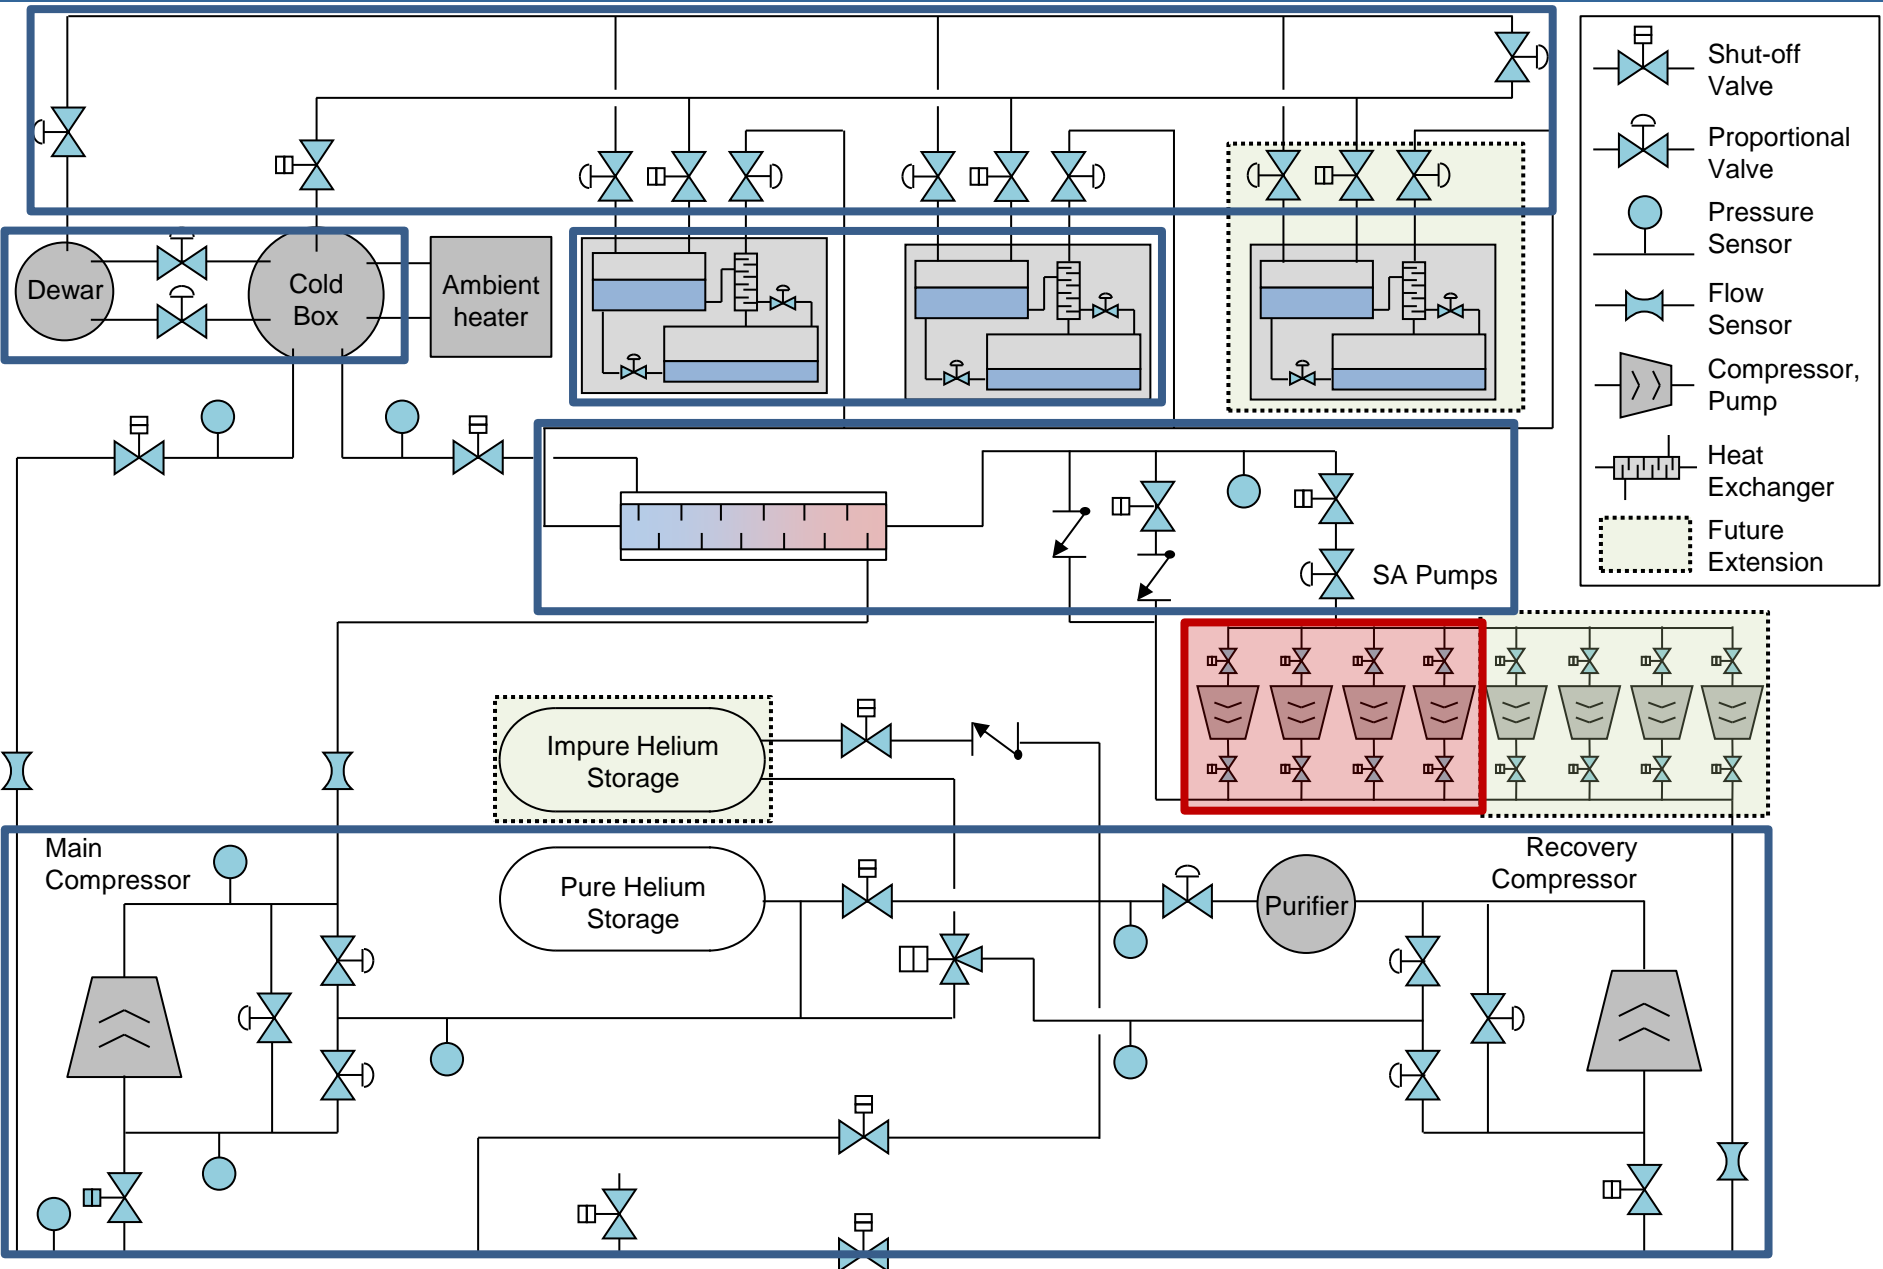 Shut-off
Valve
Proportional
Valve
Pressure
Sensor
Flow
Sensor
Compressor,
Pump
Heat
Exchanger
Future
Extension
Dewar
Cold
Box
Ambient
heater
SA Pumps
Impure Helium
Storage
Main
Compressor
Pure Helium
Storage
Purifier
Recovery
Compressor